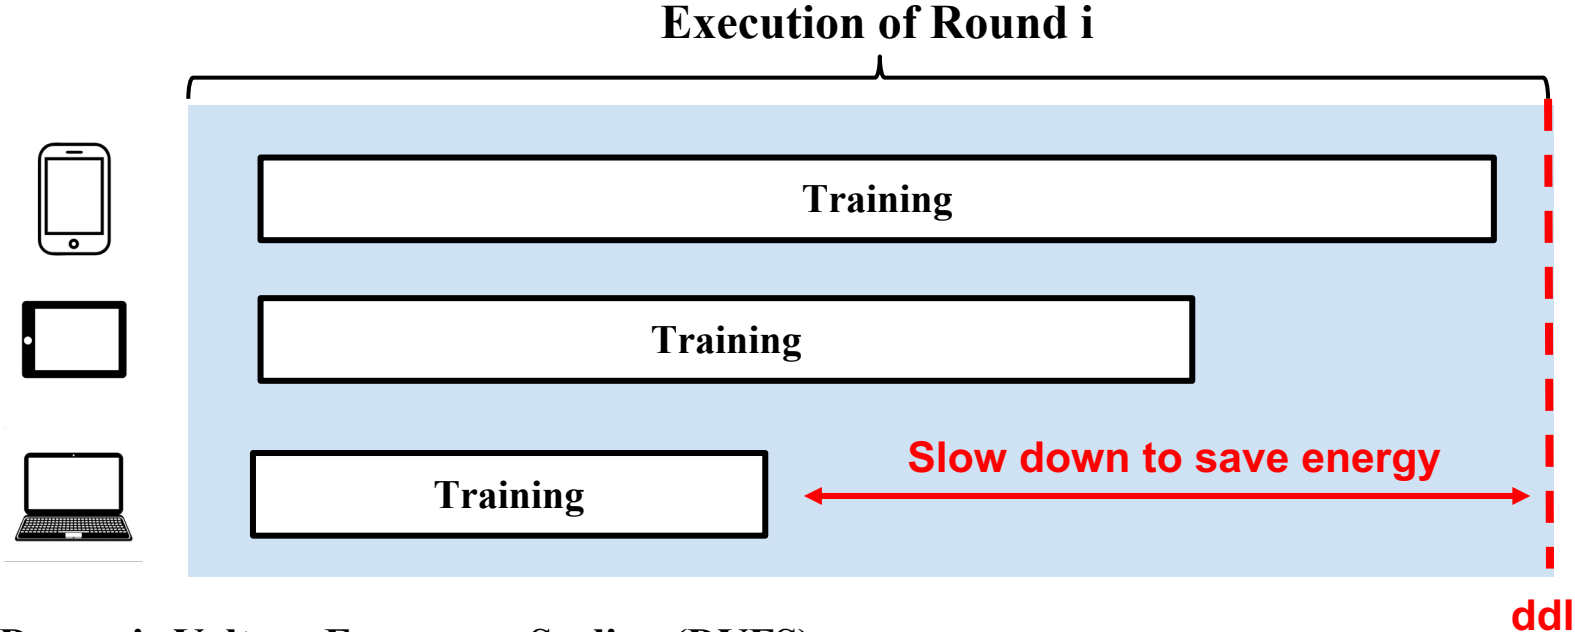 Execution of Round i
Training
Training
Slow down to save energy
Training
ddl